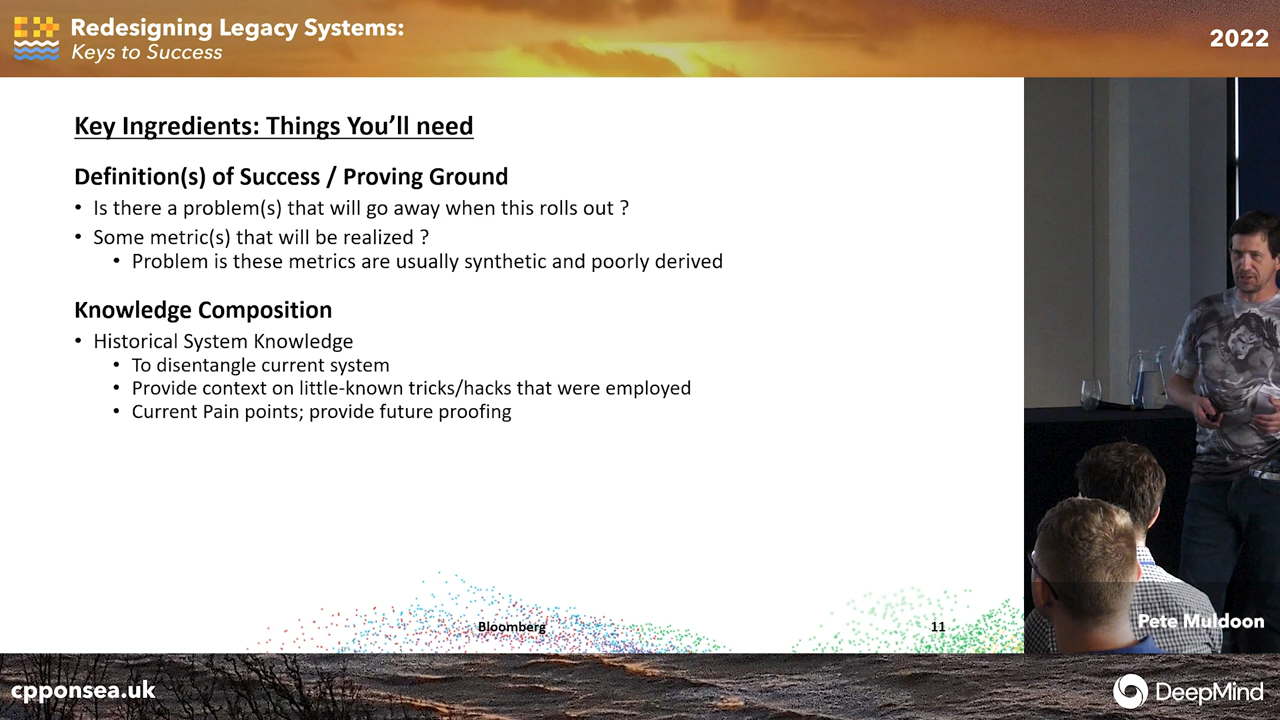 Redesigning Legacy Systems:
Keys to Success
2022
Key Ingredients: Things You’ll need
Definition(s) of Success / Proving Ground
• Is there a problem(s) that will go away when this rolls out ?
• Some metric(s) that will be realized ?
• Problem is these metrics are usually synthetic and poorly derived
Knowledge Composition
• Historical System Knowledge
• To disentangle current system
• Provide context on little-known tricks/hacks that were employed
• Current Pain points; provide future proofing
Bloomberg
11
Pete Muldoon
cpponsea.uk
DeepMind